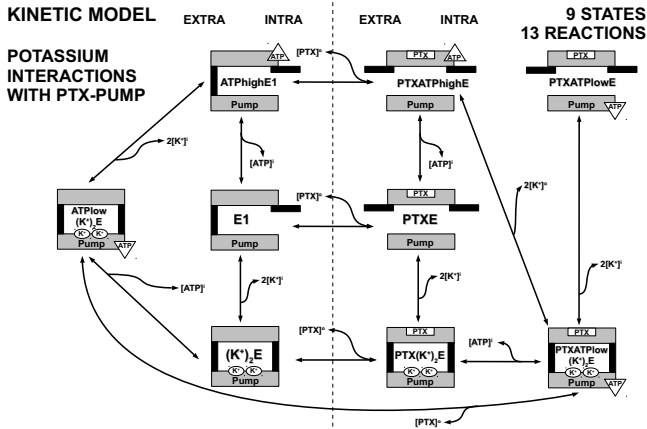 KINETIC MODEL
EXTRA
INTRA
EXTRA
INTRA
9 STATES
13 REACTIONS
POTASSIUM
INTERACTIONS
WITH PTX-PUMP
ATP
ATPhighE1
Pump
[PTX]º
PTX
ATP
PTXATPhighE
Pump
PTX
PTXATPlowE
Pump
ATP
2[K⁺]ⁱ
[ATP]ⁱ
[ATP]ⁱ
[PTX]º
2[K⁺]º
ATPlow
(K⁺)₂E
K⁺ K⁺
Pump
ATP
E1
Pump
PTX
PTXE
Pump
[ATP]ⁱ
2[K⁺]ⁱ
2[K⁺]ⁱ
2[K⁺]ⁱ
(K⁺)₂E
K⁺ K⁺
Pump
[PTX]º
PTX
PTX(K⁺)₂E
K⁺ K⁺
Pump
[ATP]ⁱ
PTX
PTXATPlow
(K⁺)₂E
K⁺ K⁺
Pump
ATP
[PTX]º